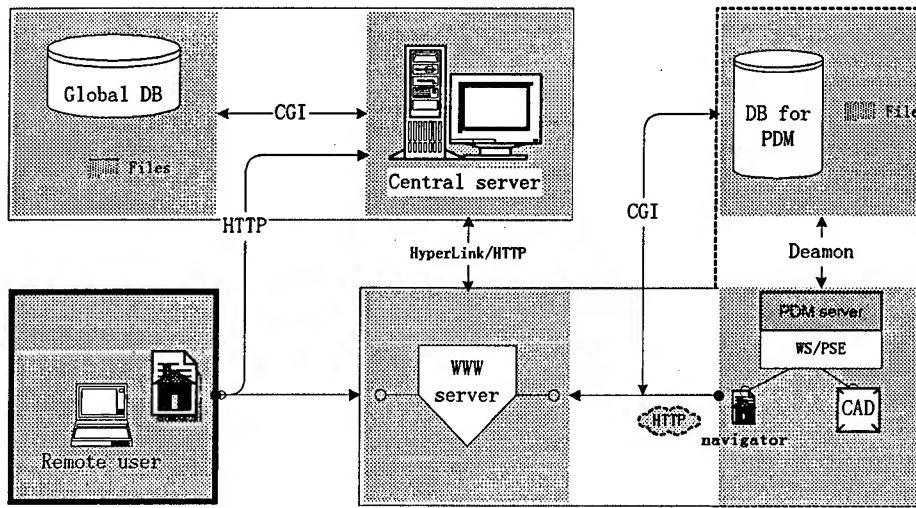 Global DB
CGI
Files
Central server
HTTP
HyperLink/HTTP
DB for
PDM
File
CGI
Deamon
PDM server
WS/PSE
WWW
server
HTTP
navigator
CAD
Remote user